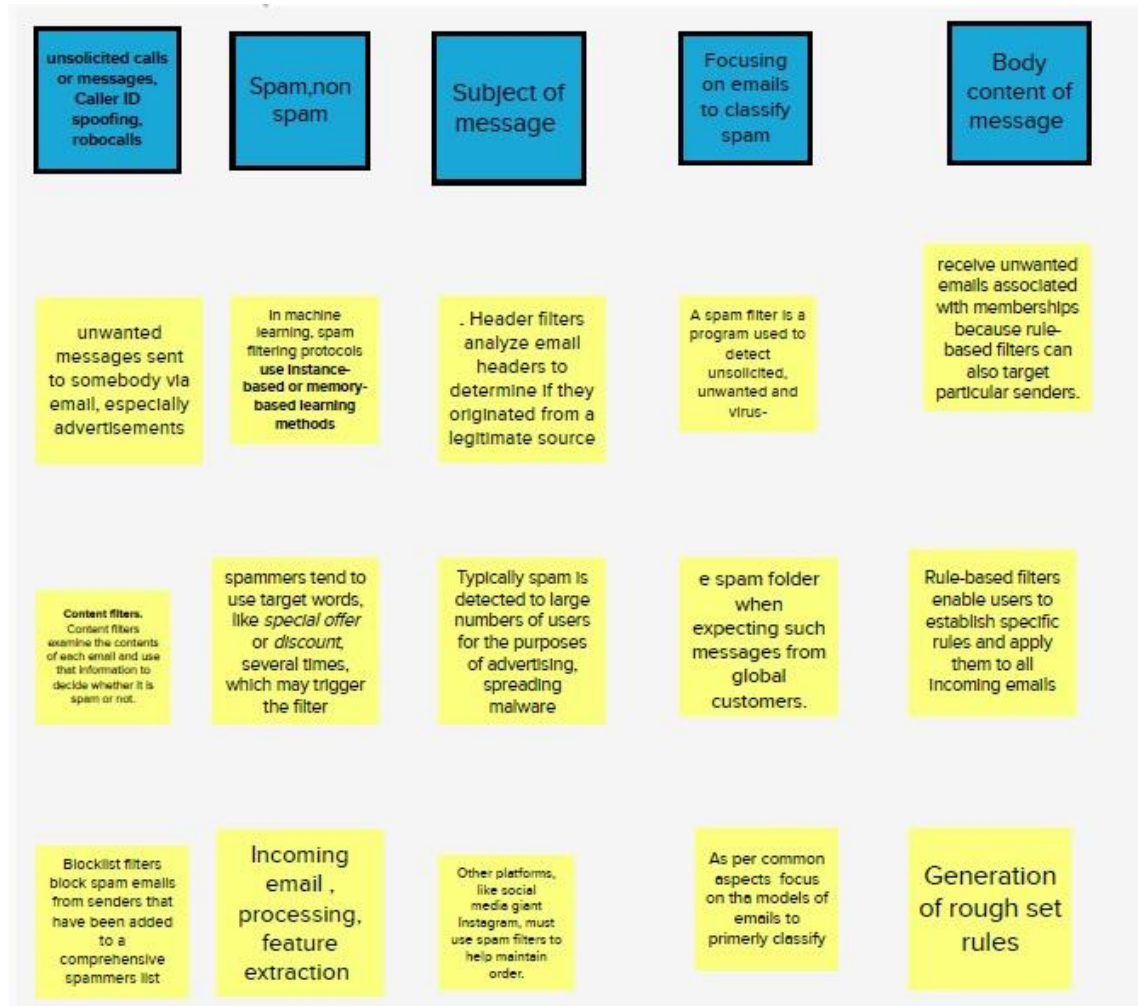 unsolicited calls
or messages,
Caller ID
spoofing,
robocalls
Spam,non
spam
Subject of
message
Focusing
on emails
to classify
spam
Body
content of
message
unwanted
messages sent
to somebody via
email, especially
advertisements
In machine
learning, spam
filtering protocols
use instance-
based or memory-
based learning
methods
. Header filters
analyze email
headers to
determine if they
originated from a
legitimate source
A spam filter is a
program used to
detect
unsolicited,
unwanted and
virus-
receive unwanted
emails associated
with memberships
because rule-
based filters can
also target
particular senders.
Content filters.
Content filters
examine the contents
of each email and use
that information to
decide whether it is
spam or not.
spammers tend to
use target words,
like special offer
or discount,
several times,
which may trigger
the filter
Typically spam is
detected to large
numbers of users
for the purposes
of advertising,
spreading
malware
e spam folder
when
expecting such
messages from
global
customers.
Rule-based filters
enable users to
establish specific
rules and apply
them to all
incoming emails
Blocklist filters
block spam emails
from senders that
have been added
to a
comprehensive
spammers list
Incoming
email ,
processing,
feature
extraction
Other platforms,
like social
media giant
Instagram, must
use spam filters to
help maintain
order.
As per common
aspects focus
on tha models of
emails to
primerly classify
Generation
of rough set
rules